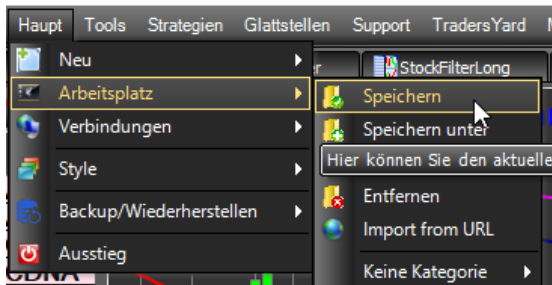 Haupt Tools Strategien Glattstellen Support TradersYard
Neu
StockFilterLong
Arbeitsplatz
Speichern
Verbindungen
Speichern unter
Hier können Sie den aktuelle
Style
Entfernen
Backup/Wiederherstellen
Import from URL
Ausstieg
Keine Kategorie